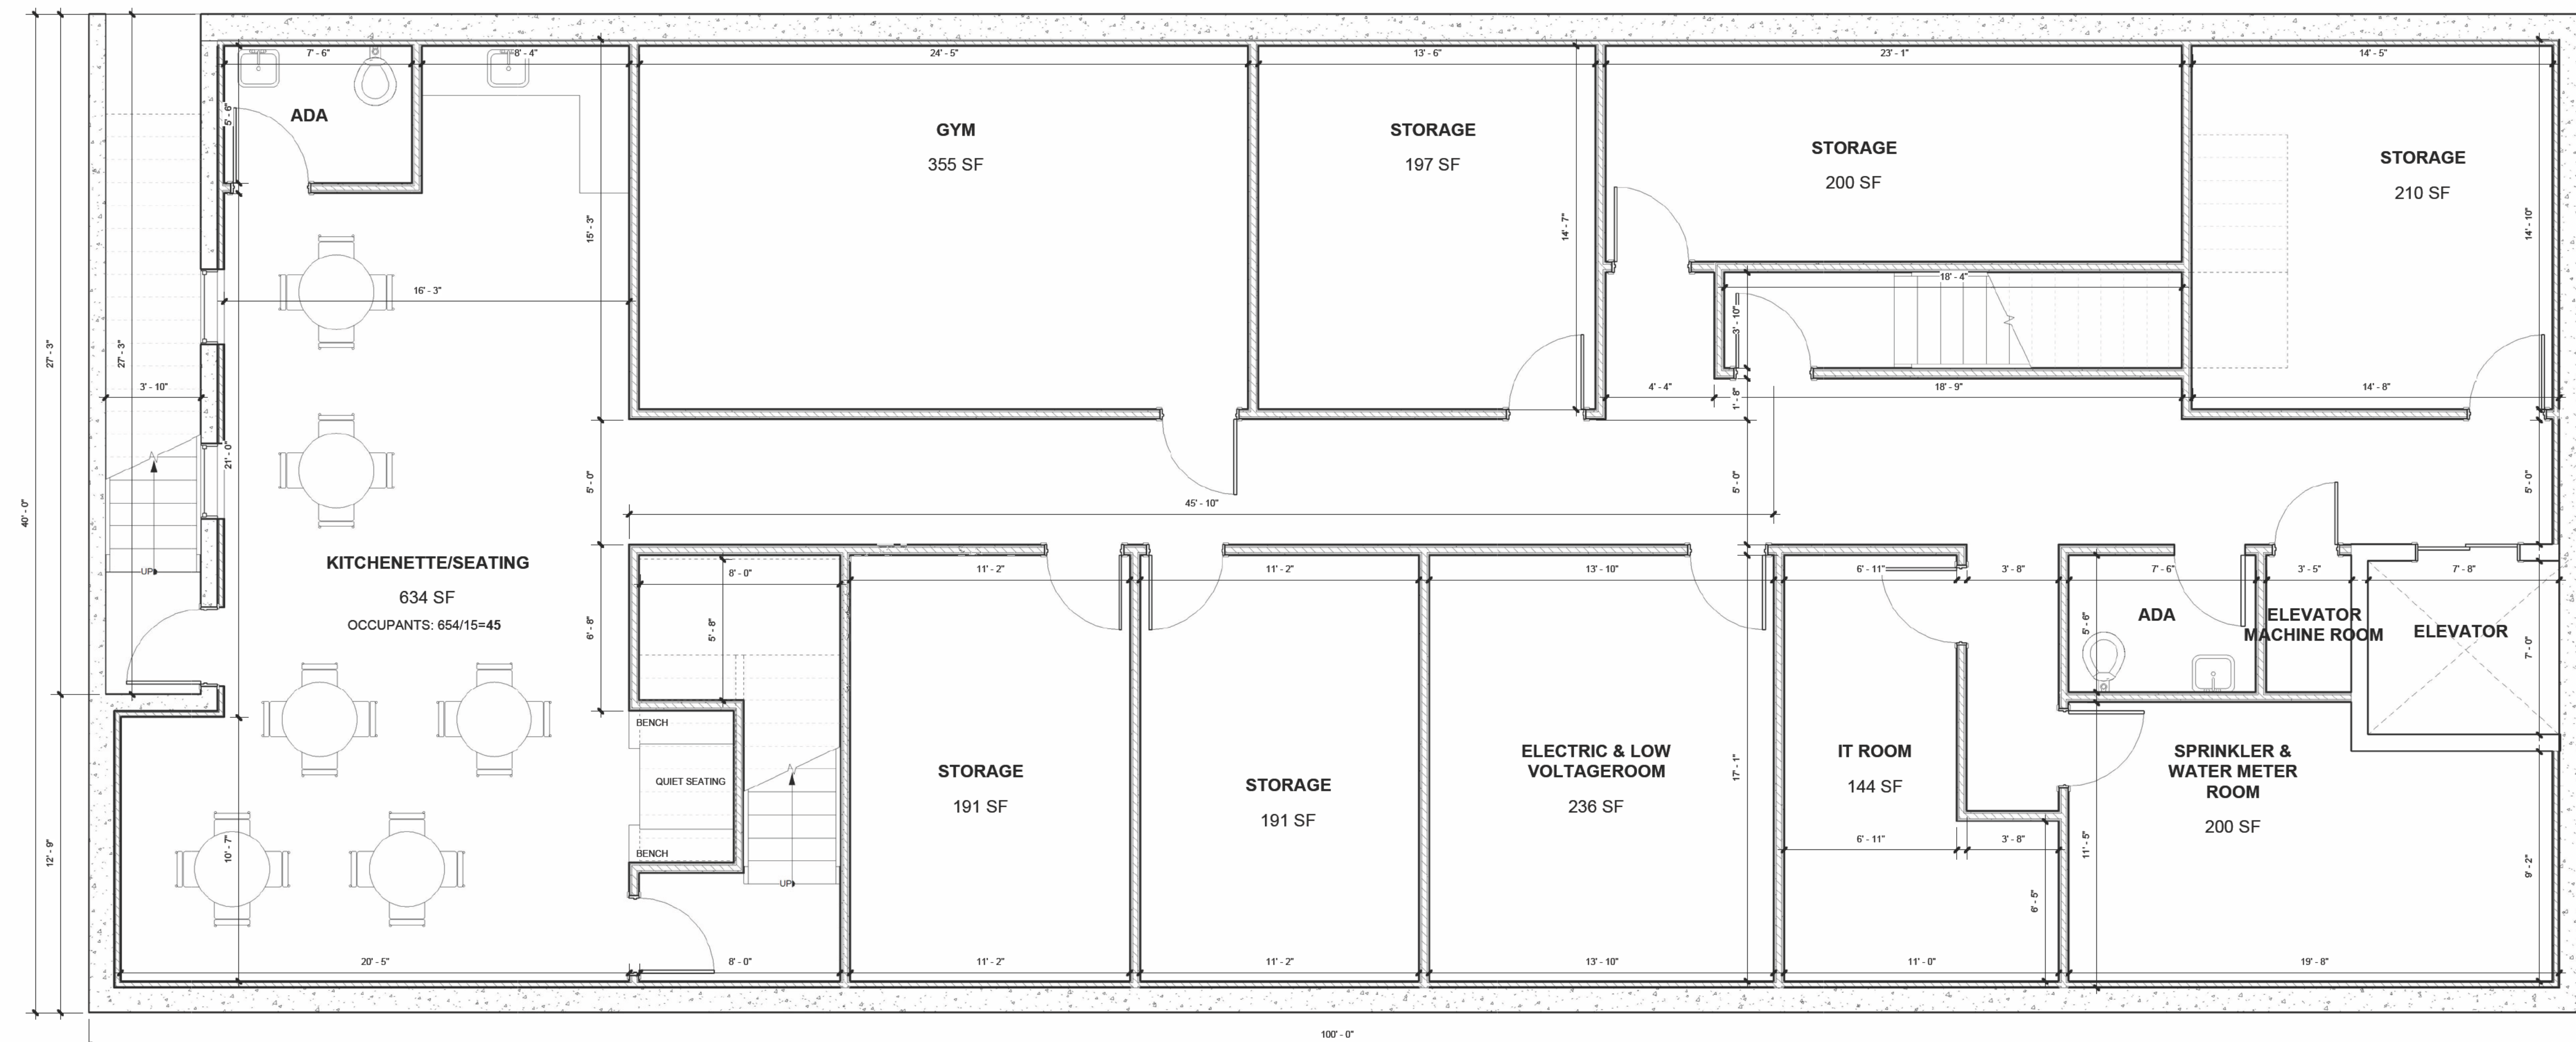 7' - 6"
8' - 4"
24' - 5"
13' - 6"
23' - 1"
14' - 5"
5' - 6"
ADA
GYM
355 SF
STORAGE
197 SF
STORAGE
200 SF
STORAGE
210 SF
15' - 3"
14' - 7"
14' - 10"
16' - 3"
18' - 4"
3' - 10"
27' - 3"
27' - 3"
3' - 10"
4' - 4"
1' - 8"
18' - 9"
14' - 8"
21' - 0"
40' - 0"
5' - 0"
45' - 10"
5' - 0"
5' - 0"
UP
KITCHENETTE/SEATING
634 SF
OCCUPANTS: 654/15=45
8' - 0"
11' - 2"
11' - 2"
13' - 10"
6' - 11"
3' - 8"
7' - 6"
3' - 5"
7' - 8"
6' - 8"
5' - 8"
5' - 6"
ADA
ELEVATOR
MACHINE ROOM
ELEVATOR
7' - 0"
BENCH
QUIET SEATING
BENCH
UP
STORAGE
191 SF
STORAGE
191 SF
ELECTRIC & LOW
VOLTAGEROOM
236 SF
17' - 1"
IT ROOM
144 SF
SPRINKLER &
WATER METER
ROOM
200 SF
12' - 9"
10' - 7"
6' - 11"
3' - 8"
11' - 5"
9' - 2"
6' - 5"
20' - 5"
8' - 0"
11' - 2"
11' - 2"
13' - 10"
11' - 0"
19' - 8"
100' - 0"